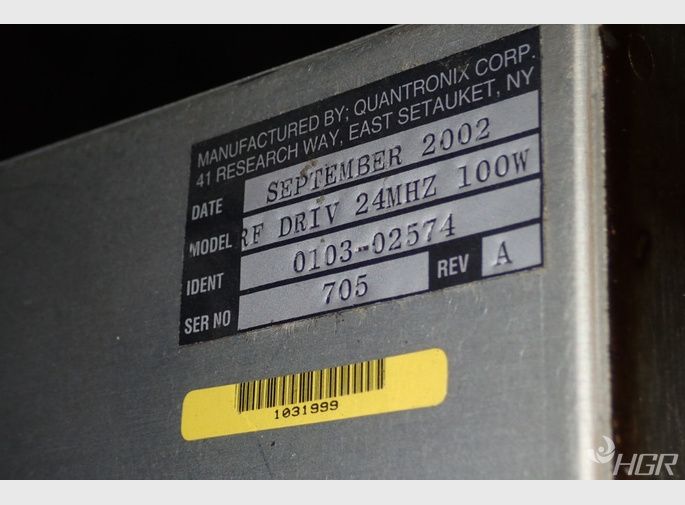 MANUFACTURED BY; QUANTRONIX CORP.
41 RESEARCH WAY, EAST SETAUKET, NY
DATE SEPTEMBER 2002
MODEL RF DRIV 24MHZ 100W
IDENT 0103-02574
SER NO 705 REV A
1031999
HGR